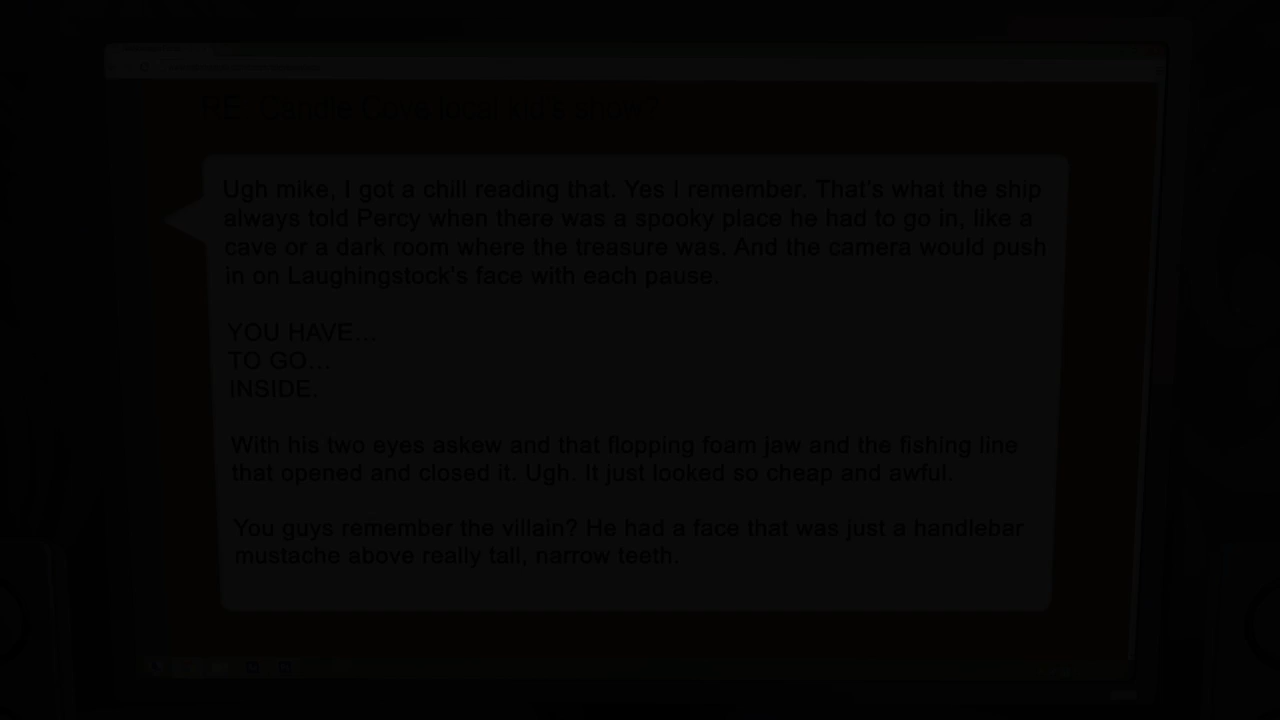 RE: Candle Cove local kid's show?
Ugh mike, I got a chill reading that. Yes I remember. That's what the ship
always told Percy when there was a spooky place he had to go in, like a
cave or a dark room where the treasure was. And the camera would push
in on Laughingstock's face with each pause.
YOU HAVE...
TO GO...
INSIDE.
With his two eyes askew and that flopping foam jaw and the fishing line
that opened and closed it. Ugh. It just looked so cheap and awful.
You guys remember the villain? He had a face that was just a handlebar
mustache above really tall, narrow teeth.